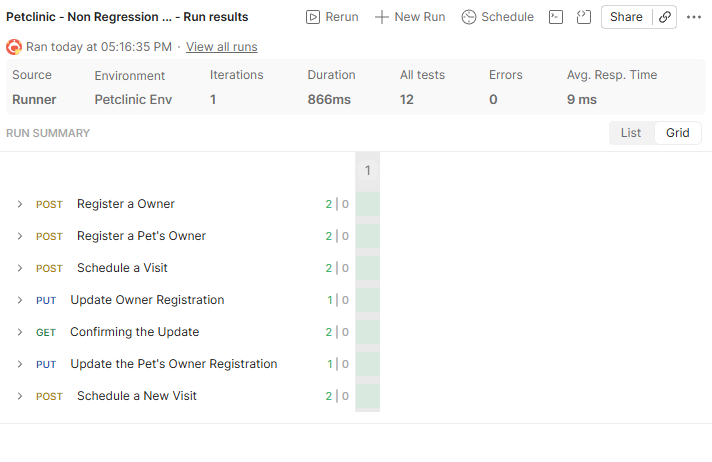 Petclinic - Non Regression ... - Run results
Rerun
New Run
Schedule
Share
Ran today at 05:16:35 PM · View all runs
Source Environment Iterations Duration All tests Errors Avg. Resp. Time
Runner Petclinic Env 1 866ms 12 0 9 ms
RUN SUMMARY
List
Grid
1
POST Register a Owner 2 | 0
POST Register a Pet's Owner 2 | 0
POST Schedule a Visit 2 | 0
PUT Update Owner Registration 1 | 0
GET Confirming the Update 2 | 0
PUT Update the Pet's Owner Registration 1 | 0
POST Schedule a New Visit 2 | 0